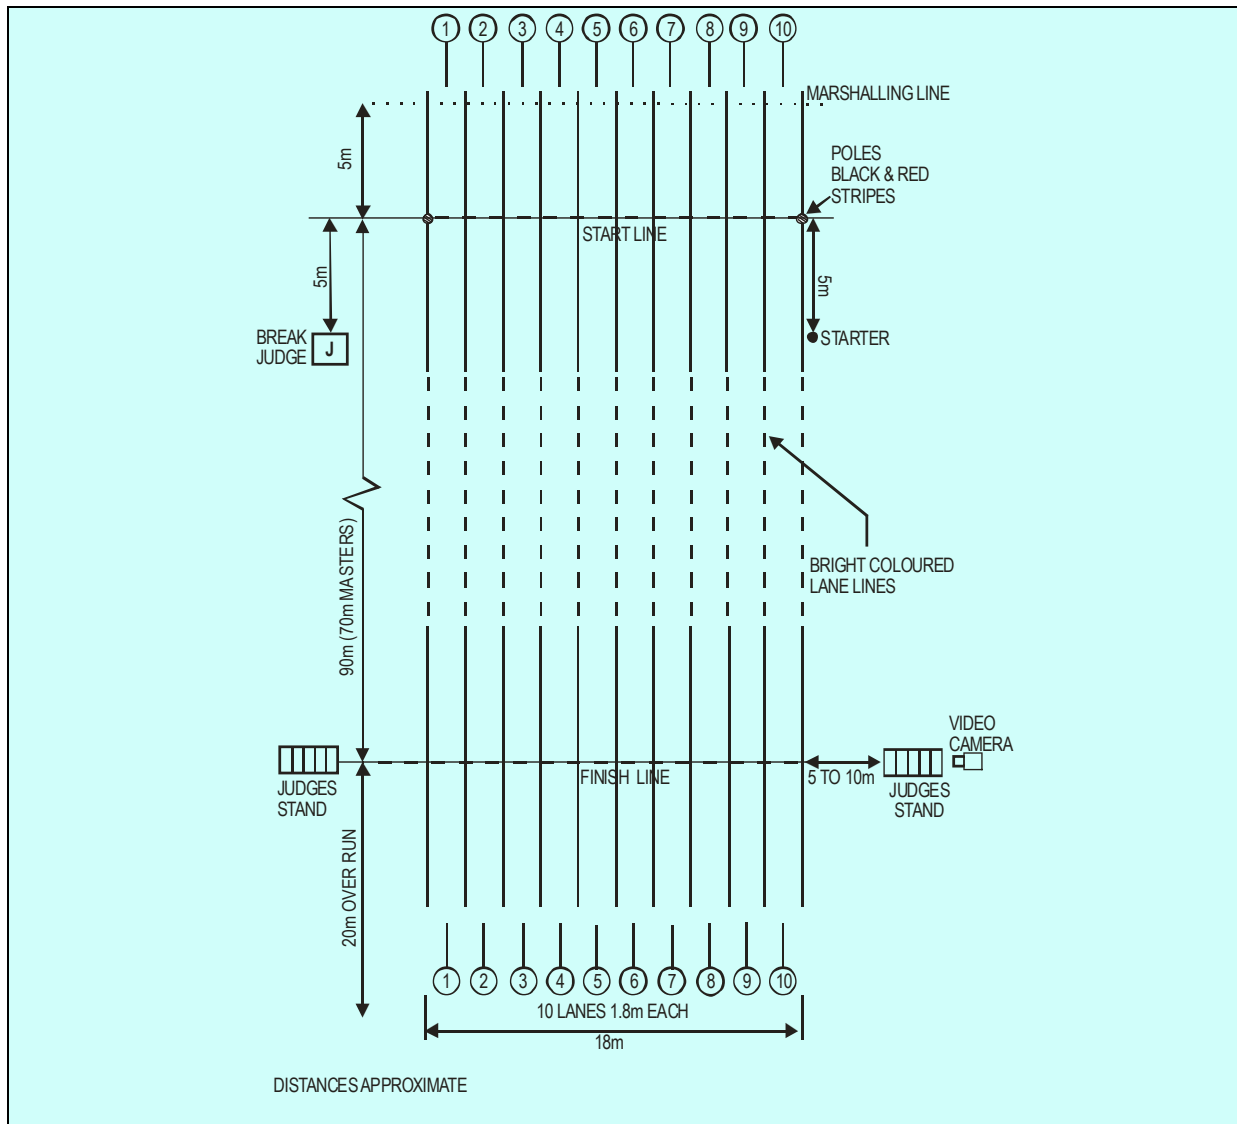 1 2 3 4 5 6 7 8 9 10
MARSHALLING LINE
5m
POLES
BLACK & RED
STRIPES
START LINE
5m
5m
BREAK
JUDGE
J
STARTER
90m (70m MASTERS)
BRIGHT COLOURED
LANE LINES
VIDEO
CAMERA
FINISH LINE
5 TO 10m
JUDGES
STAND
JUDGES
STAND
20m OVER RUN
1 2 3 4 5 6 7 8 9 10
10 LANES 1.8m EACH
18m
DISTANCES APPROXIMATE